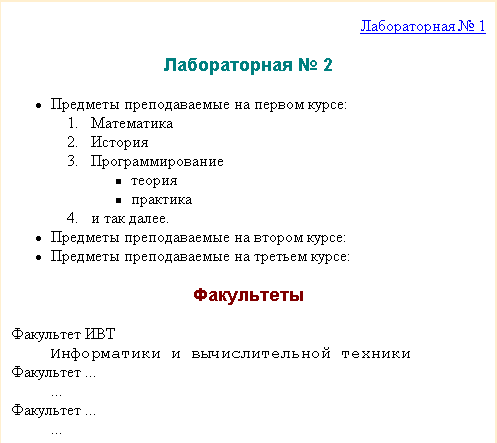 Лабораторная № 1
Лабораторная № 2
• Предметы преподаваемые на первом курсе:
1. Математика
2. История
3. Программирование
▪ теория
▪ практика
4. и так далее.
• Предметы преподаваемые на втором курсе:
• Предметы преподаваемые на третьем курсе:
Факультеты
Факультет ИВТ
Информатики и вычислительной техники
Факультет ...
...
Факультет ...
...